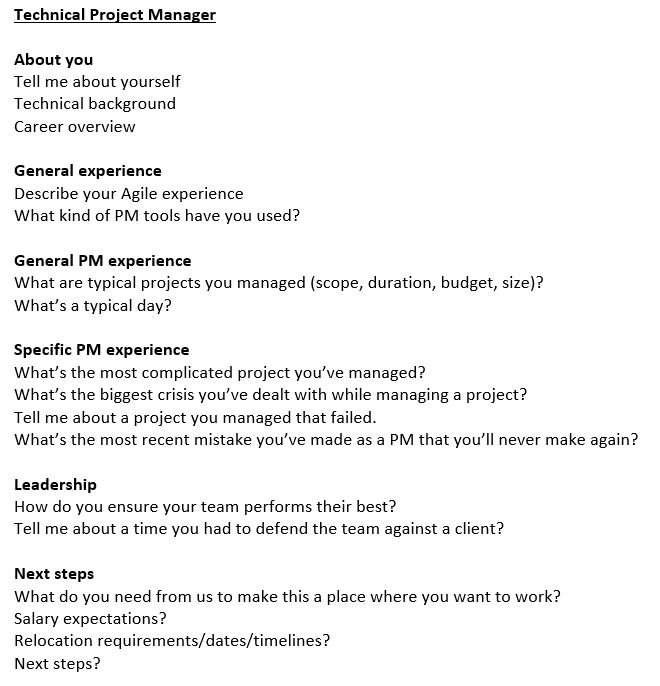 Technical Project Manager
About you
Tell me about yourself
Technical background
Career overview
General experience
Describe your Agile experience
What kind of PM tools have you used?
General PM experience
What are typical projects you managed (scope, duration, budget, size)?
What’s a typical day?
Specific PM experience
What’s the most complicated project you’ve managed?
What’s the biggest crisis you’ve dealt with while managing a project?
Tell me about a project you managed that failed.
What’s the most recent mistake you’ve made as a PM that you’ll never make again?
Leadership
How do you ensure your team performs their best?
Tell me about a time you had to defend the team against a client?
Next steps
What do you need from us to make this a place where you want to work?
Salary expectations?
Relocation requirements/dates/timelines?
Next steps?